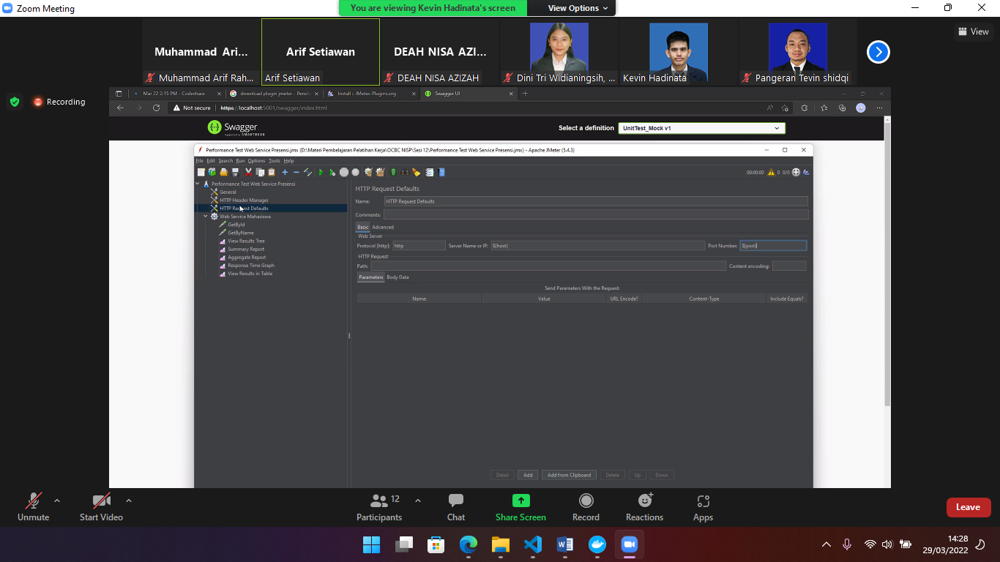 Zoom Meeting
You are viewing Kevin Hadinata's screen
View Options
View
Muhammad Ari...
Muhammad Arif Rah...
Arif Setiawan
Arif Setiawan
DEAH NISA AZI...
DEAH NISA AZIZAH
Dini Tri Widianingsih, ...
Kevin Hadinata
Pangeran Tevin shidqi
Recording
Mar 22 2:15 PM - Codeshare
download plugin jmeter - Penelu
Install :: JMeter-Plugins.org
Swagger UI
Not secure
https://localhost:5001/swagger/index.html
Swagger.
Supported by SMARTBEAR
Select a definition
UnitTest_Mock v1
Performance Test Web Service Presensi.jmx (D:\Materi Pembelajaran Pelatihan Kerja\OCBC NISP\Sesi 12\Performance Test Web Service Presensi.jmx) - Apache JMeter (5.4.3)
File Edit Search Run Options Tools Help
00:00:00 0 0/0
Performance Test Web Service Presensi
General
HTTP Header Manager
HTTP Request Defaults
Web Service Mahasiswa
GetById
GetByName
View Results Tree
Summary Report
Aggregate Report
Response Time Graph
View Results in Table
HTTP Request Defaults
Name: HTTP Request Defaults
Comments:
Basic Advanced
Web Server
Protocol [http]: http Server Name or IP: ${host} Port Number: ${port}
HTTP Request
Path: Content encoding:
Parameters Body Data
Send Parameters With the Request:
Name: Value URL Encode? Content-Type Include Equals?
Detail Add Add from Clipboard Delete Up Down
Unmute
Start Video
Participants 12
Chat
Share Screen
Record
Reactions
Apps
Leave
14:28
29/03/2022